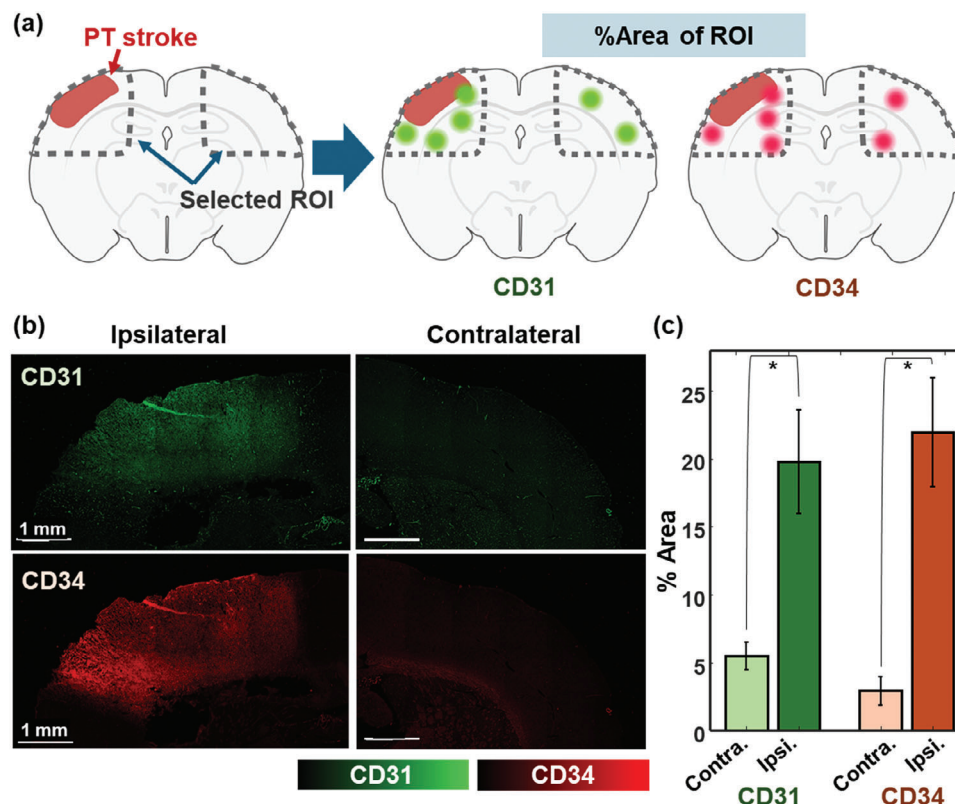 (a)
PT stroke
%Area of ROI
Selected ROI
CD31
CD34
(b)
Ipsilateral
Contralateral
CD31
1 mm
CD34
1 mm
CD31
CD34
(c)
% Area
25
20
15
10
5
0
*
*
Contra.
Ipsi.
Contra.
Ipsi.
CD31
CD34